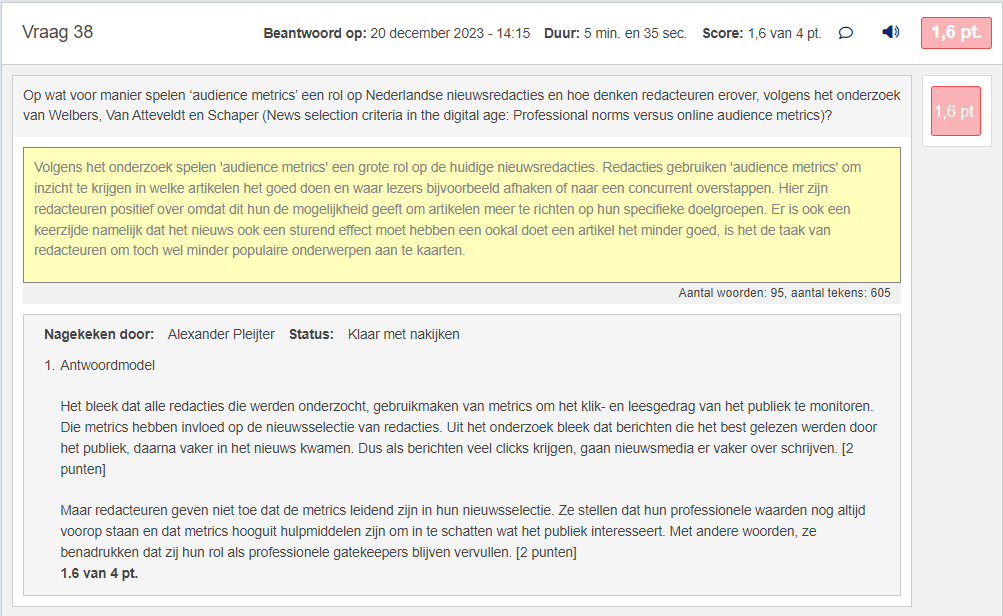 Vraag 38
Beantwoord op: 20 december 2023 - 14:15 Duur: 5 min. en 35 sec. Score: 1,6 van 4 pt.
1,6 pt.
Op wat voor manier spelen ‘audience metrics’ een rol op Nederlandse nieuwsredacties en hoe denken redacteuren erover, volgens het onderzoek
van Welbers, Van Atteveldt en Schaper (News selection criteria in the digital age: Professional norms versus online audience metrics)?
1,6 pt.
Volgens het onderzoek spelen 'audience metrics' een grote rol op de huidige nieuwsredacties. Redacties gebruiken 'audience metrics' om
inzicht te krijgen in welke artikelen het goed doen en waar lezers bijvoorbeeld afhaken of naar een concurrent overstappen. Hier zijn
redacteuren positief over omdat dit hun de mogelijkheid geeft om artikelen meer te richten op hun specifieke doelgroepen. Er is ook een
keerzijde namelijk dat het nieuws ook een sturend effect moet hebben een ookal doet een artikel het minder goed, is het de taak van
redacteuren om toch wel minder populaire onderwerpen aan te kaarten.
Aantal woorden: 95, aantal tekens: 605
Nagekeken door: Alexander Pleijter Status: Klaar met nakijken
1. Antwoordmodel
Het bleek dat alle redacties die werden onderzocht, gebruikmaken van metrics om het klik- en leesgedrag van het publiek te monitoren.
Die metrics hebben invloed op de nieuwsselectie van redacties. Uit het onderzoek bleek dat berichten die het best gelezen werden door
het publiek, daarna vaker in het nieuws kwamen. Dus als berichten veel clicks krijgen, gaan nieuwsmedia er vaker over schrijven. [2
punten]
Maar redacteuren geven niet toe dat de metrics leidend zijn in hun nieuwsselectie. Ze stellen dat hun professionele waarden nog altijd
voorop staan en dat metrics hooguit hulpmiddelen zijn om in te schatten wat het publiek interesseert. Met andere woorden, ze
benadrukken dat zij hun rol als professionele gatekeepers blijven vervullen. [2 punten]
1.6 van 4 pt.